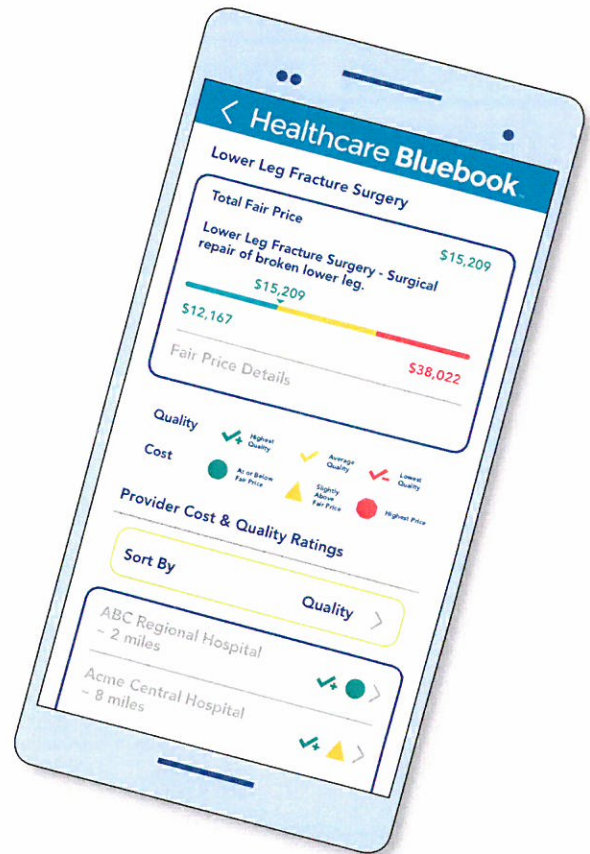 < Healthcare Bluebook™
Lower Leg Fracture Surgery
Total Fair Price $15,209
Lower Leg Fracture Surgery - Surgical
repair of broken lower leg.
$15,209
$12,167 $38,022
Fair Price Details
Quality Highest Quality Average Quality Lowest Quality
Cost At or Below Fair Price Slightly Above Fair Price Highest Price
Provider Cost & Quality Ratings
Sort By Quality >
ABC Regional Hospital
~ 2 miles
Acme Central Hospital
~ 8 miles